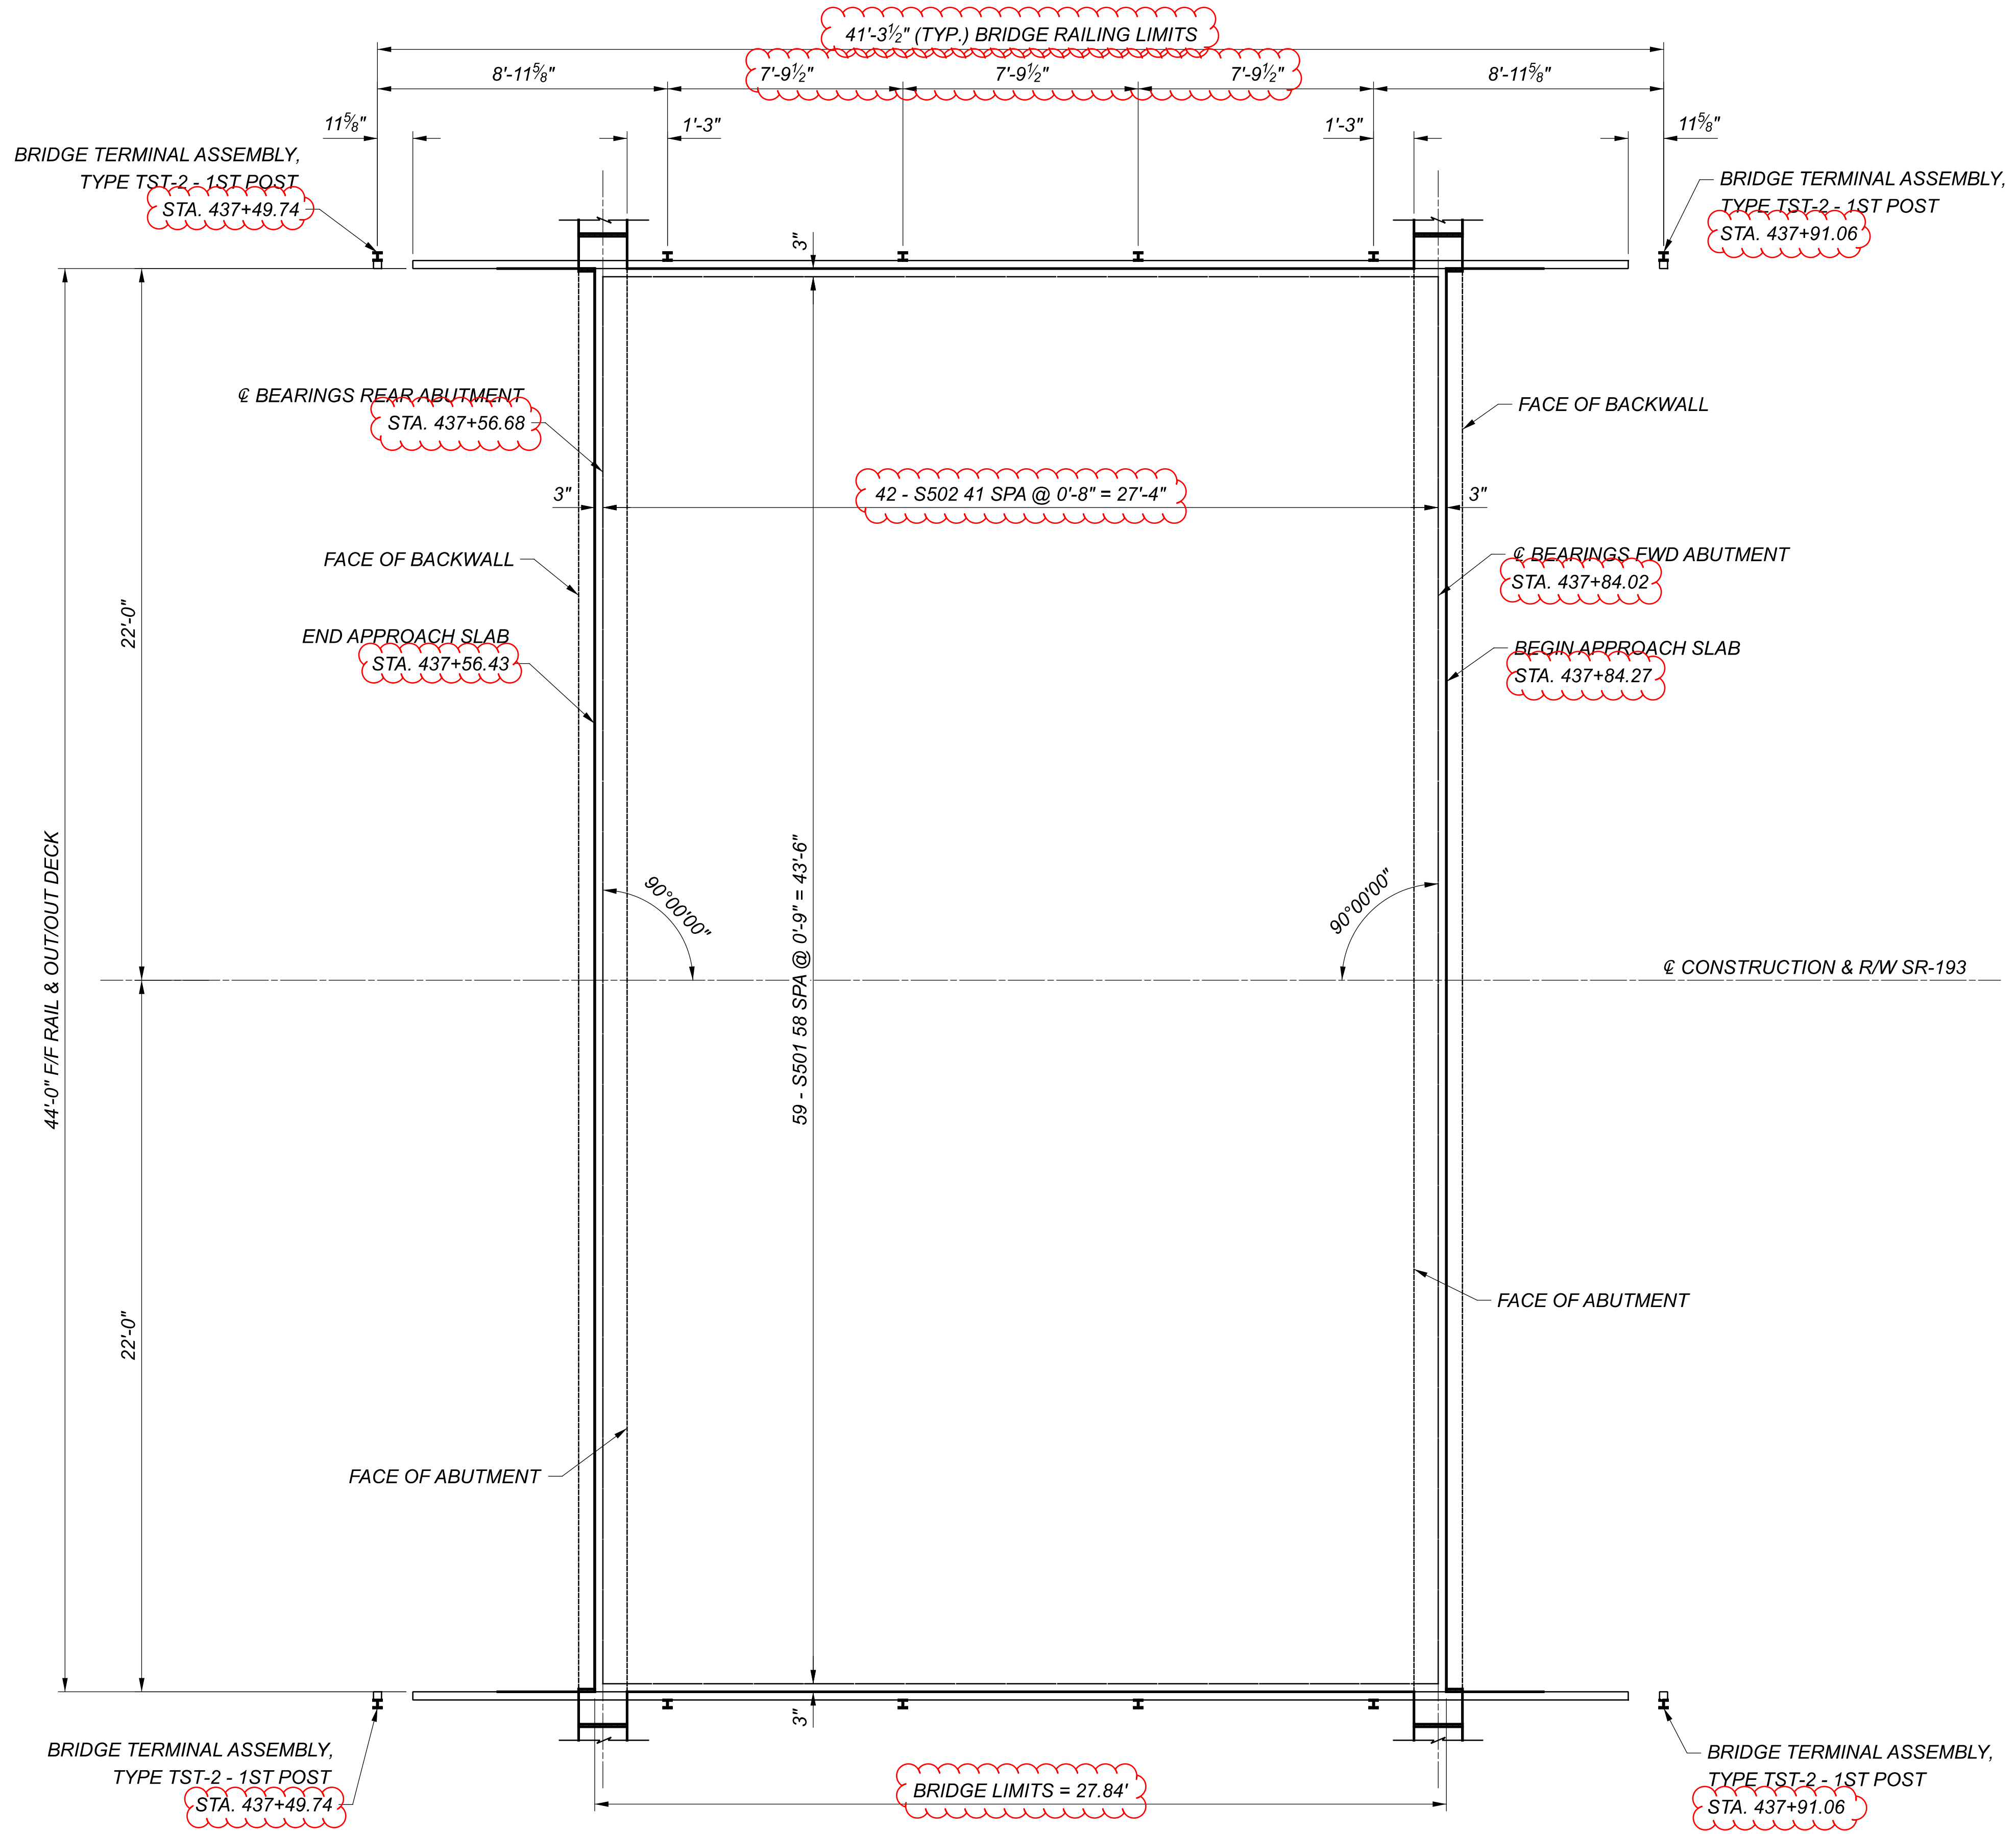 41'-3½" (TYP.) BRIDGE RAILING LIMITS
8'-11⅝" 7'-9½" 7'-9½" 7'-9½" 8'-11⅝"
11⅝" 1'-3" 1'-3" 11⅝"
BRIDGE TERMINAL ASSEMBLY,
TYPE TST-2 - 1ST POST
STA. 437+49.74
BRIDGE TERMINAL ASSEMBLY,
TYPE TST-2 - 1ST POST
STA. 437+91.06
3"
℄ BEARINGS REAR ABUTMENT
STA. 437+56.68
FACE OF BACKWALL
3" 42 - S502 41 SPA @ 0'-8" = 27'-4" 3"
FACE OF BACKWALL
℄ BEARINGS FWD ABUTMENT
STA. 437+84.02
22'-0"
END APPROACH SLAB
STA. 437+56.43
BEGIN APPROACH SLAB
STA. 437+84.27
44'-0" F/F RAIL & OUT/OUT DECK
90°00'00"
59 - S501 58 SPA @ 0'-9" = 43'-6"
90°00'00"
℄ CONSTRUCTION & R/W SR-193
22'-0"
FACE OF ABUTMENT
FACE OF ABUTMENT
3"
BRIDGE TERMINAL ASSEMBLY,
TYPE TST-2 - 1ST POST
STA. 437+49.74
BRIDGE LIMITS = 27.84'
BRIDGE TERMINAL ASSEMBLY,
TYPE TST-2 - 1ST POST
STA. 437+91.06